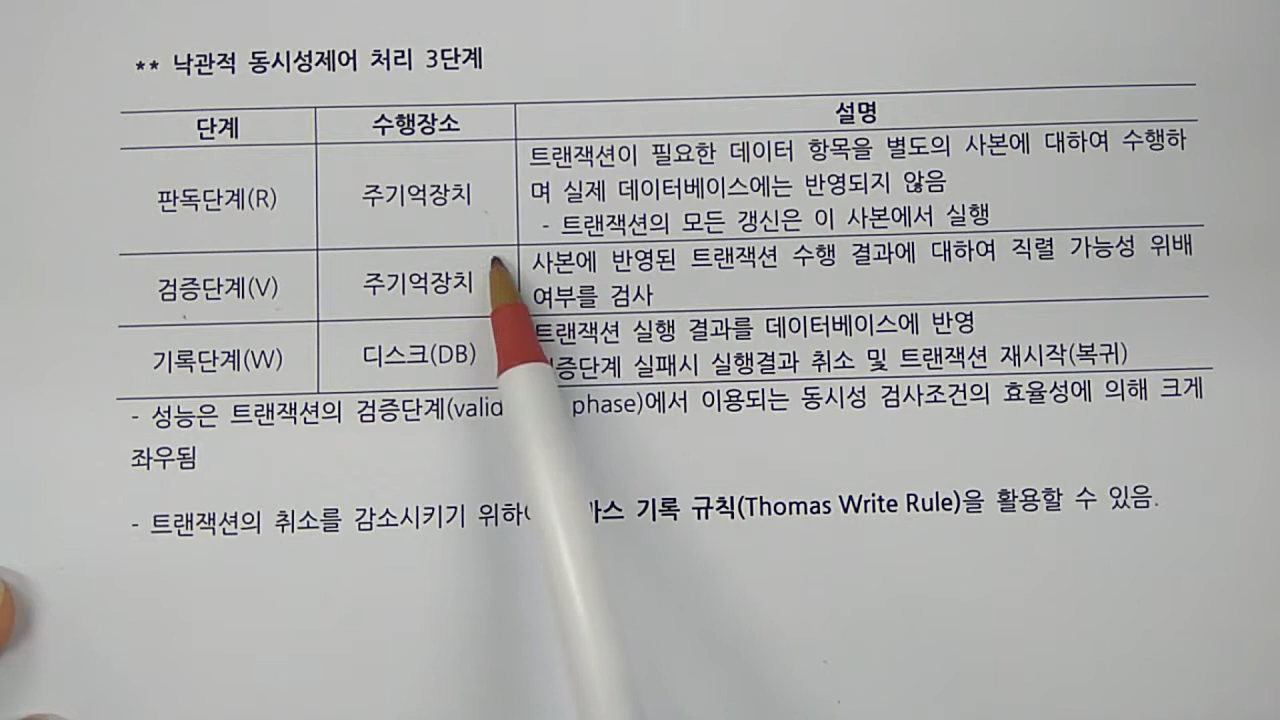 ** 낙관적 동시성제어 처리 3단계
단계 수행장소 설명
판독단계(R) 주기억장치 트랜잭션이 필요한 데이터 항목을 별도의 사본에 대하여 수행하
며 실제 데이터베이스에는 반영되지 않음
- 트랜잭션의 모든 갱신은 이 사본에서 실행
검증단계(V) 주기억장치 사본에 반영된 트랜잭션 수행 결과에 대하여 직렬 가능성 위배
여부를 검사
기록단계(W) 디스크(DB) 트랜잭션 실행 결과를 데이터베이스에 반영
검증단계 실패시 실행결과 취소 및 트랜잭션 재시작(복귀)
- 성능은 트랜잭션의 검증단계(valid phase)에서 이용되는 동시성 검사조건의 효율성에 의해 크게
좌우됨
- 트랜잭션의 취소를 감소시키기 위하 기록 규칙(Thomas Write Rule)을 활용할 수 있음.